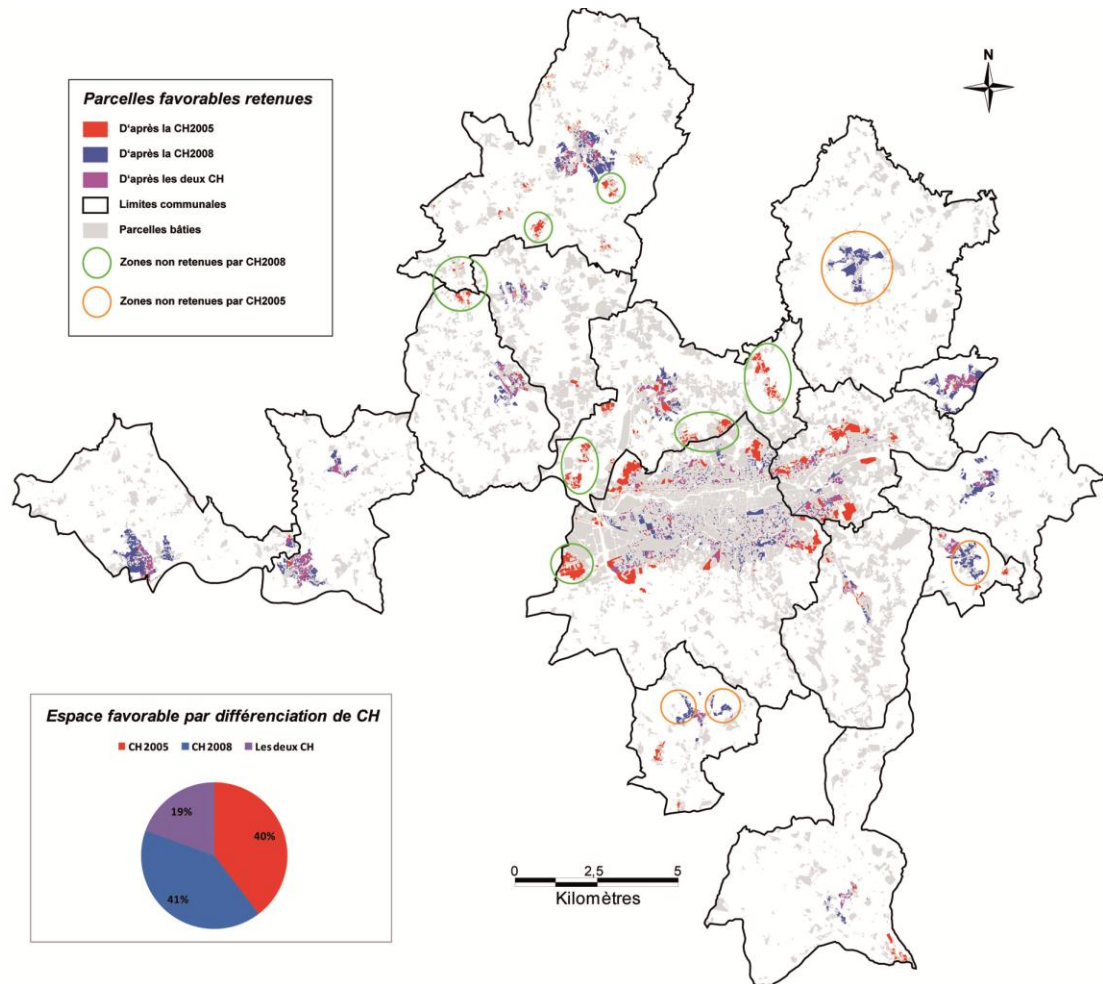 N
Parcelles favorables retenues
D'après la CH2005
D'après la CH2008
D'après les deux CH
Limites communales
Parcelles bâties
Zones non retenues par CH2008
Zones non retenues par CH2005
Espace favorable par différenciation de CH
CH 2005 CH 2008 Les deux CH
19%
40%
41%
0 2,5 5
Kilomètres